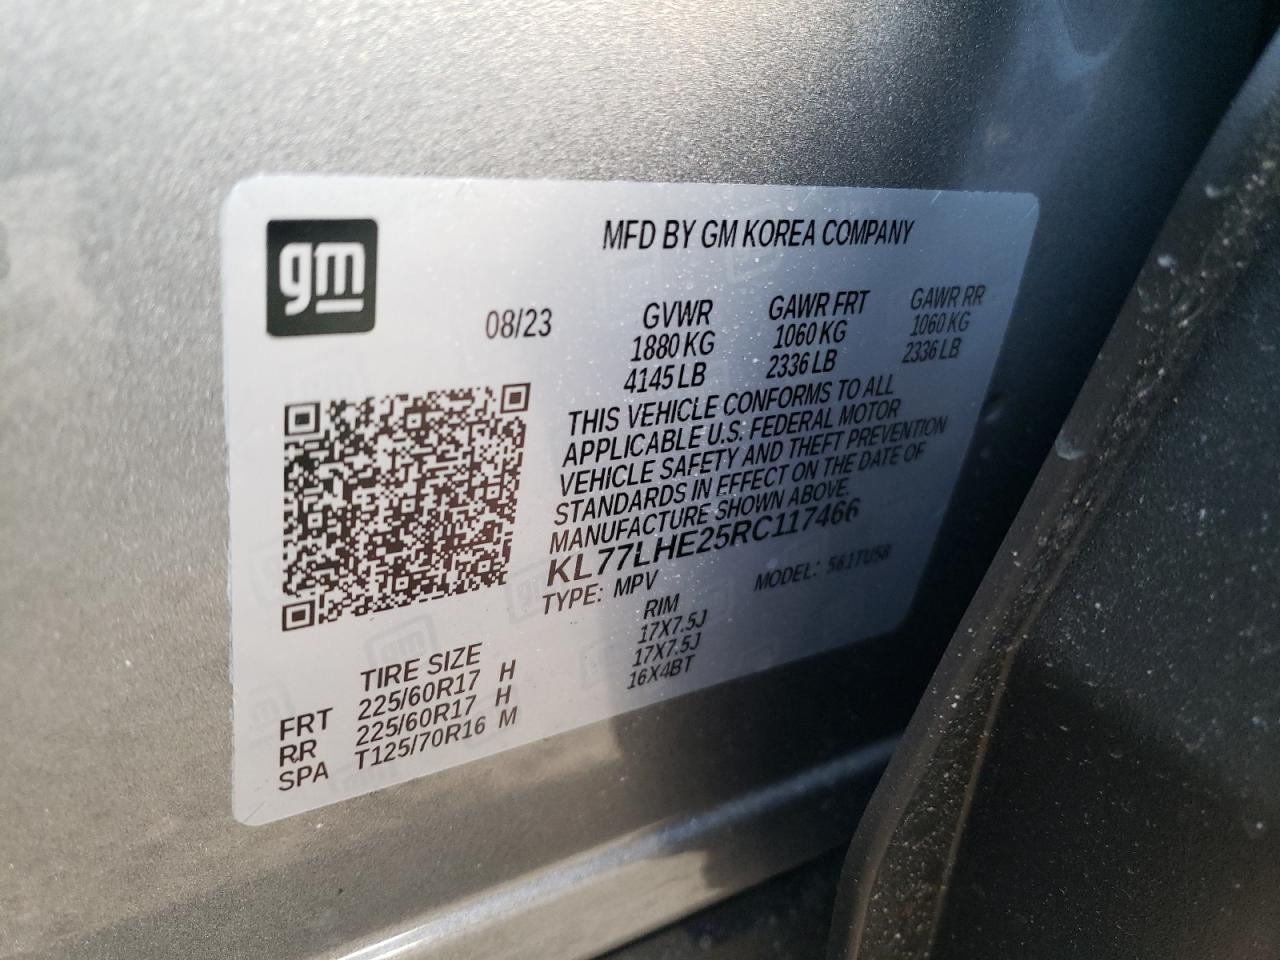 gm
MFD BY GM KOREA COMPANY
08/23
GVWR GAWR FRT GAWR RR
1880 KG 1060 KG 1060 KG
4145 LB 2336 LB 2336 LB
THIS VEHICLE CONFORMS TO ALL
APPLICABLE U.S. FEDERAL MOTOR
VEHICLE SAFETY AND THEFT PREVENTION
STANDARDS IN EFFECT ON THE DATE OF
MANUFACTURE SHOWN ABOVE.
KL77LHE25RC117466
TYPE: MPV MODEL: 561TU58
TIRE SIZE RIM
FRT 225/60R17 H 17X7.5J
RR 225/60R17 H 17X7.5J
SPA T125/70R16 M 16X4BT